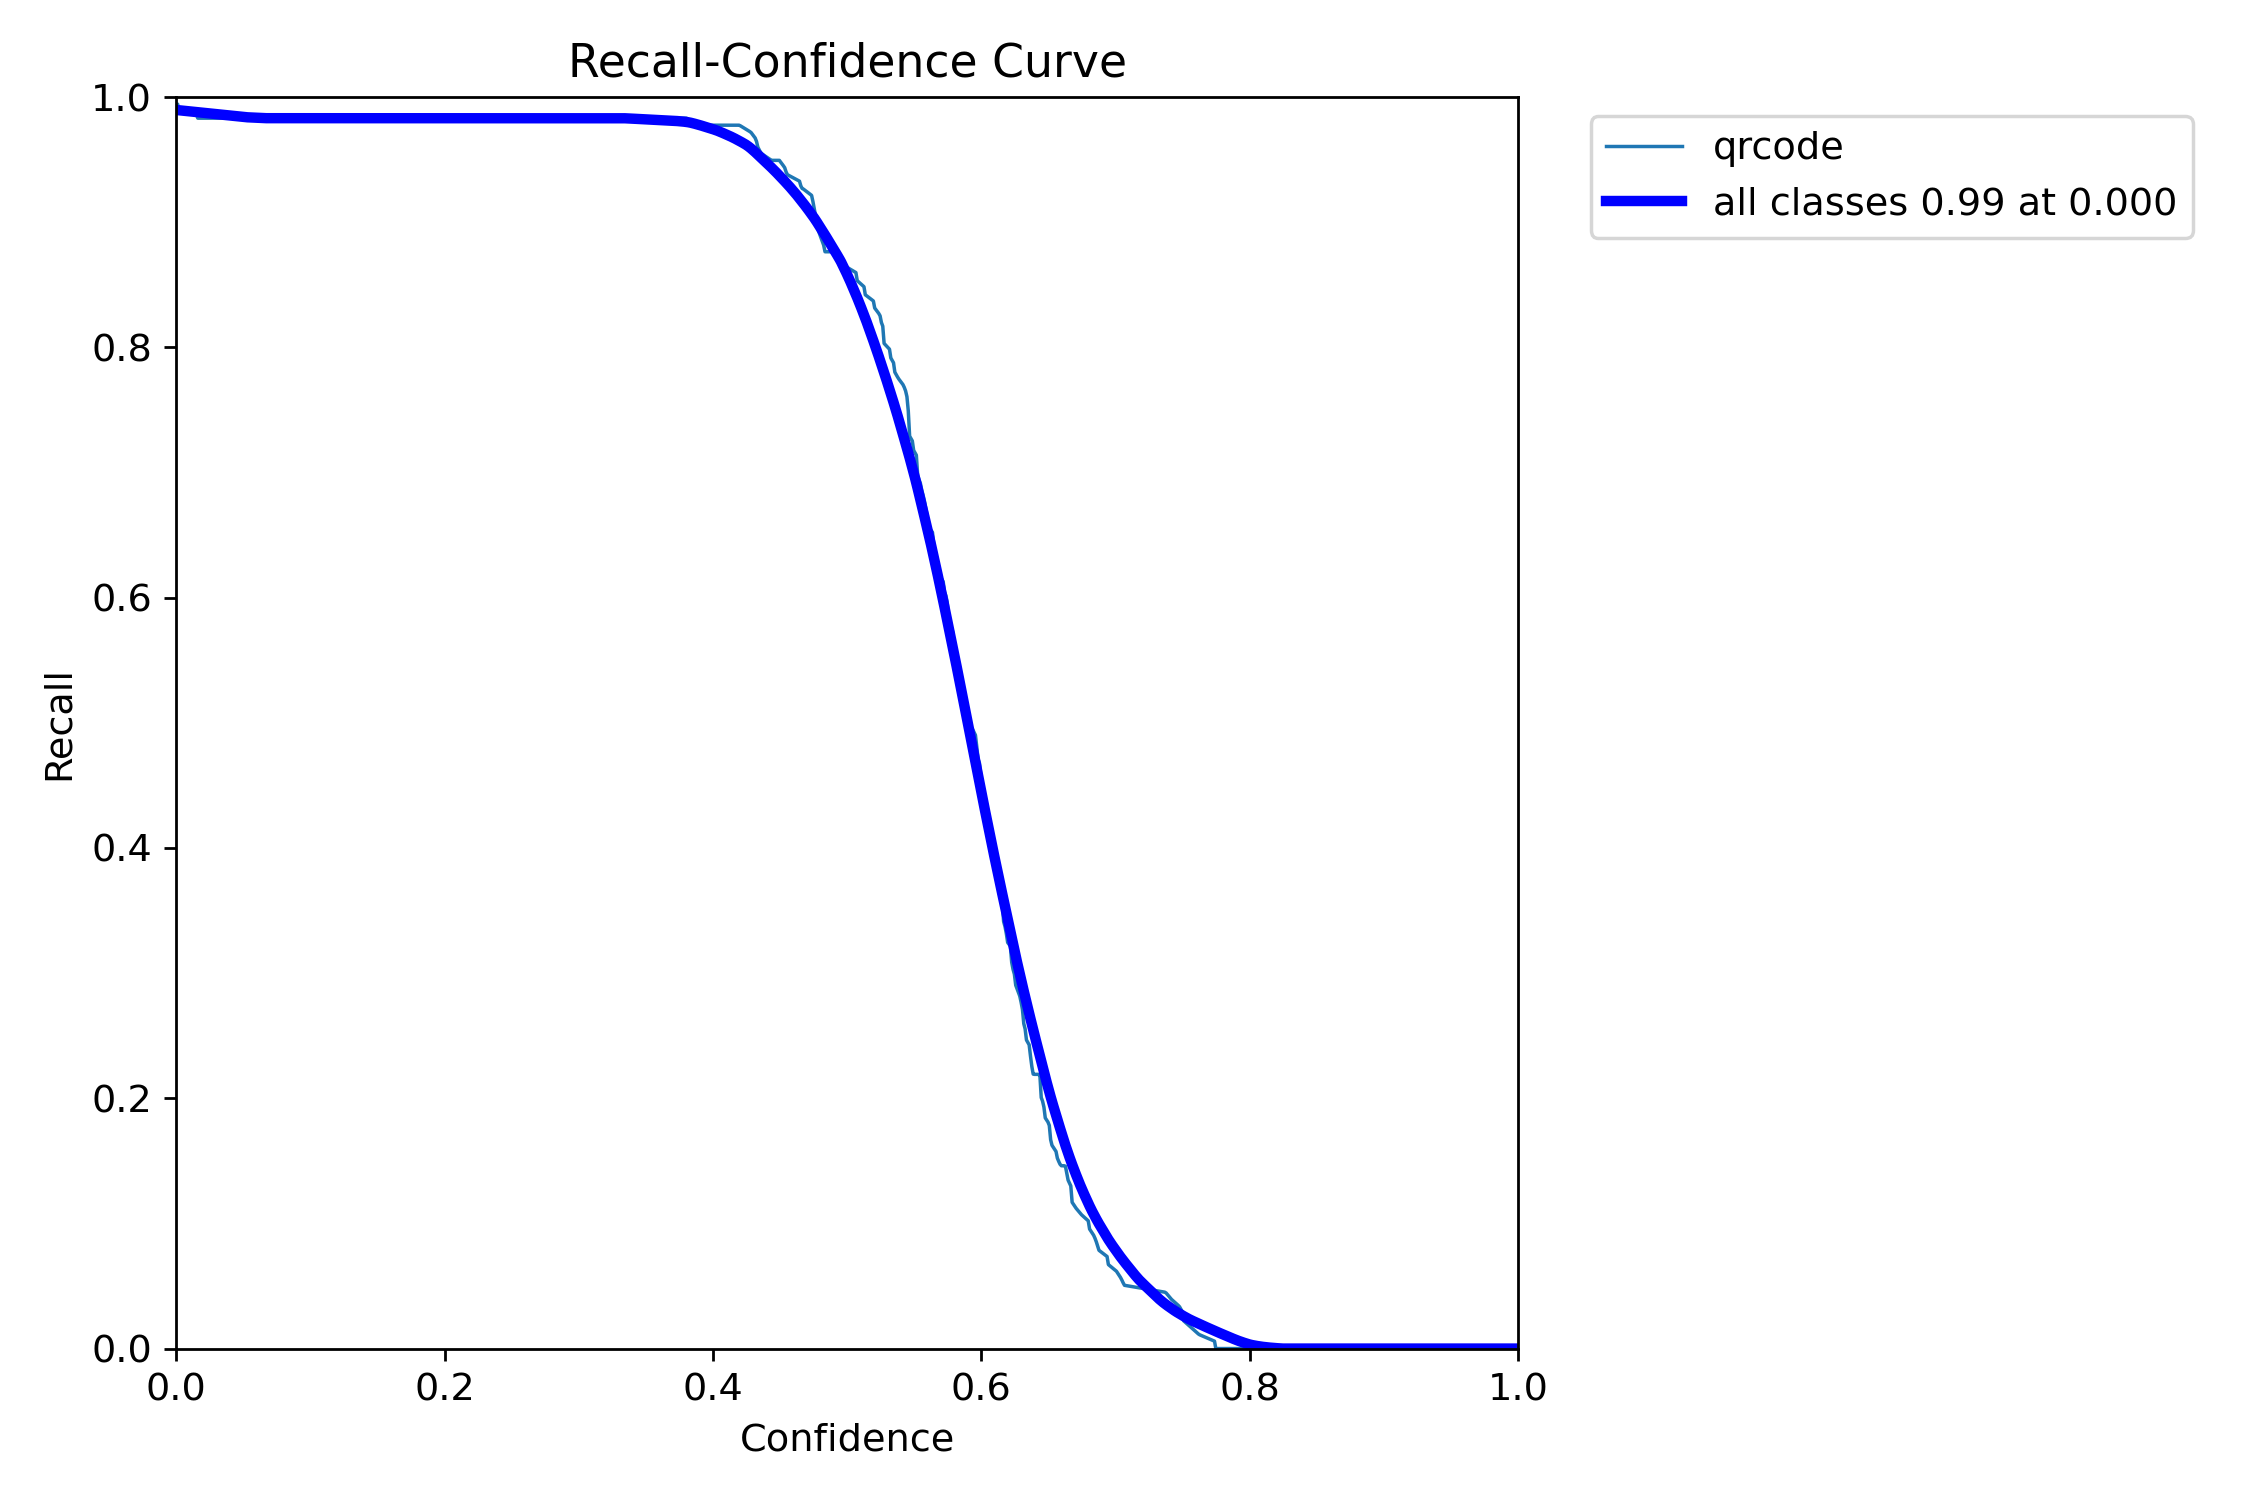 Recall-Confidence Curve
1.0
0.8
0.6
0.4
0.2
0.0
Recall
0.0 0.2 0.4 0.6 0.8 1.0
Confidence
qrcode
all classes 0.99 at 0.000